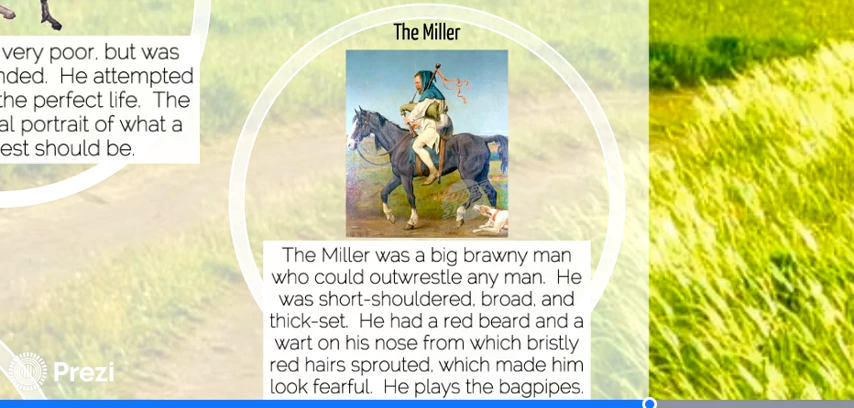 very poor, but was
nded. He attempted
the perfect life. The
al portrait of what a
est should be.
The Miller
The Miller was a big brawny man
who could outwrestle any man. He
was short-shouldered, broad, and
thick-set. He had a red beard and a
wart on his nose from which bristly
red hairs sprouted, which made him
look fearful. He plays the bagpipes.
Prezi